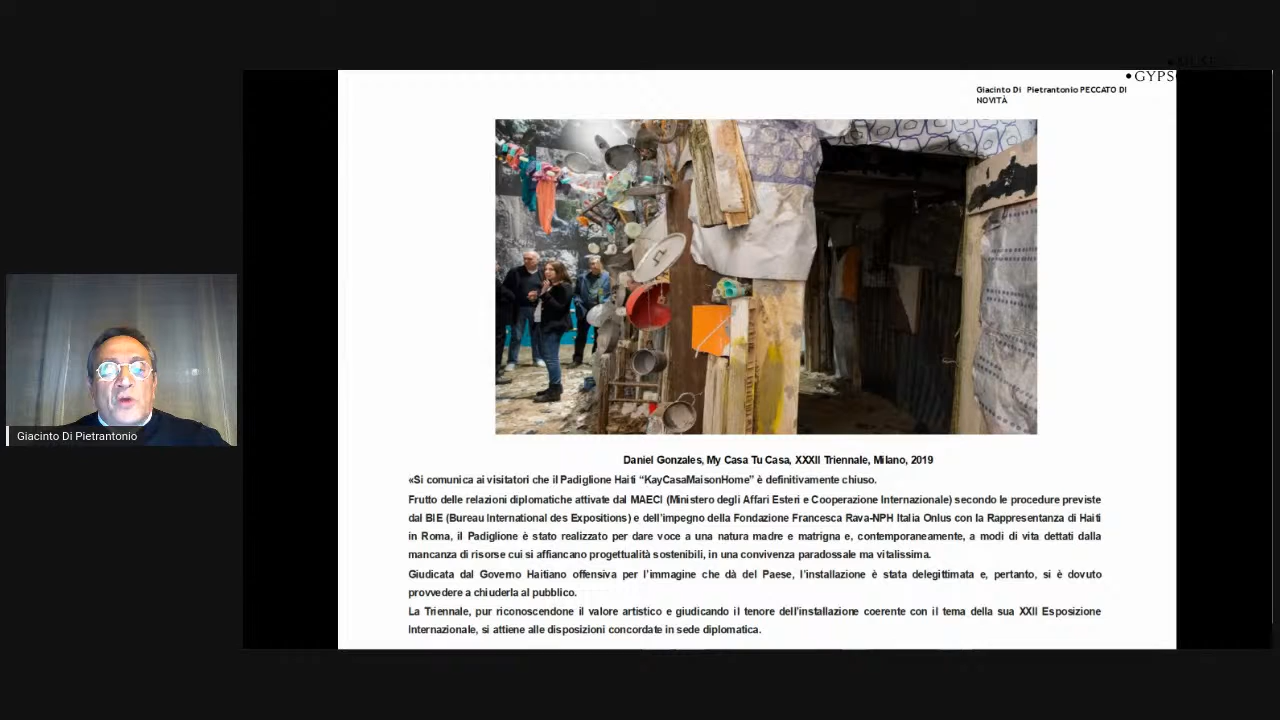 GYPS
Giacinto Di Pietrantonio PECCATO DI
NOVITÀ
Giacinto Di Pietrantonio
Daniel Gonzales, My Casa Tu Casa, XXXII Triennale, Milano, 2019
«Si comunica ai visitatori che il Padiglione Haiti “KayCasaMaisonHome” è definitivamente chiuso.
Frutto delle relazioni diplomatiche attivate dal MAECI (Ministero degli Affari Esteri e Cooperazione Internazionale) secondo le procedure previste
dal BIE (Bureau International des Expositions) e dell’impegno della Fondazione Francesca Rava-NPH Italia Onlus con la Rappresentanza di Haiti
in Roma, il Padiglione è stato realizzato per dare voce a una natura madre e matrigna e, contemporaneamente, a modi di vita dettati dalla
mancanza di risorse cui si affiancano progettualità sostenibili, in una convivenza paradossale ma vitalissima.
Giudicata dal Governo Haitiano offensiva per l’immagine che dà del Paese, l’installazione è stata delegittimata e, pertanto, si è dovuto
provvedere a chiuderla al pubblico.
La Triennale, pur riconoscendone il valore artistico e giudicando il tenore dell’installazione coerente con il tema della sua XXII Esposizione
Internazionale, si attiene alle disposizioni concordate in sede diplomatica.